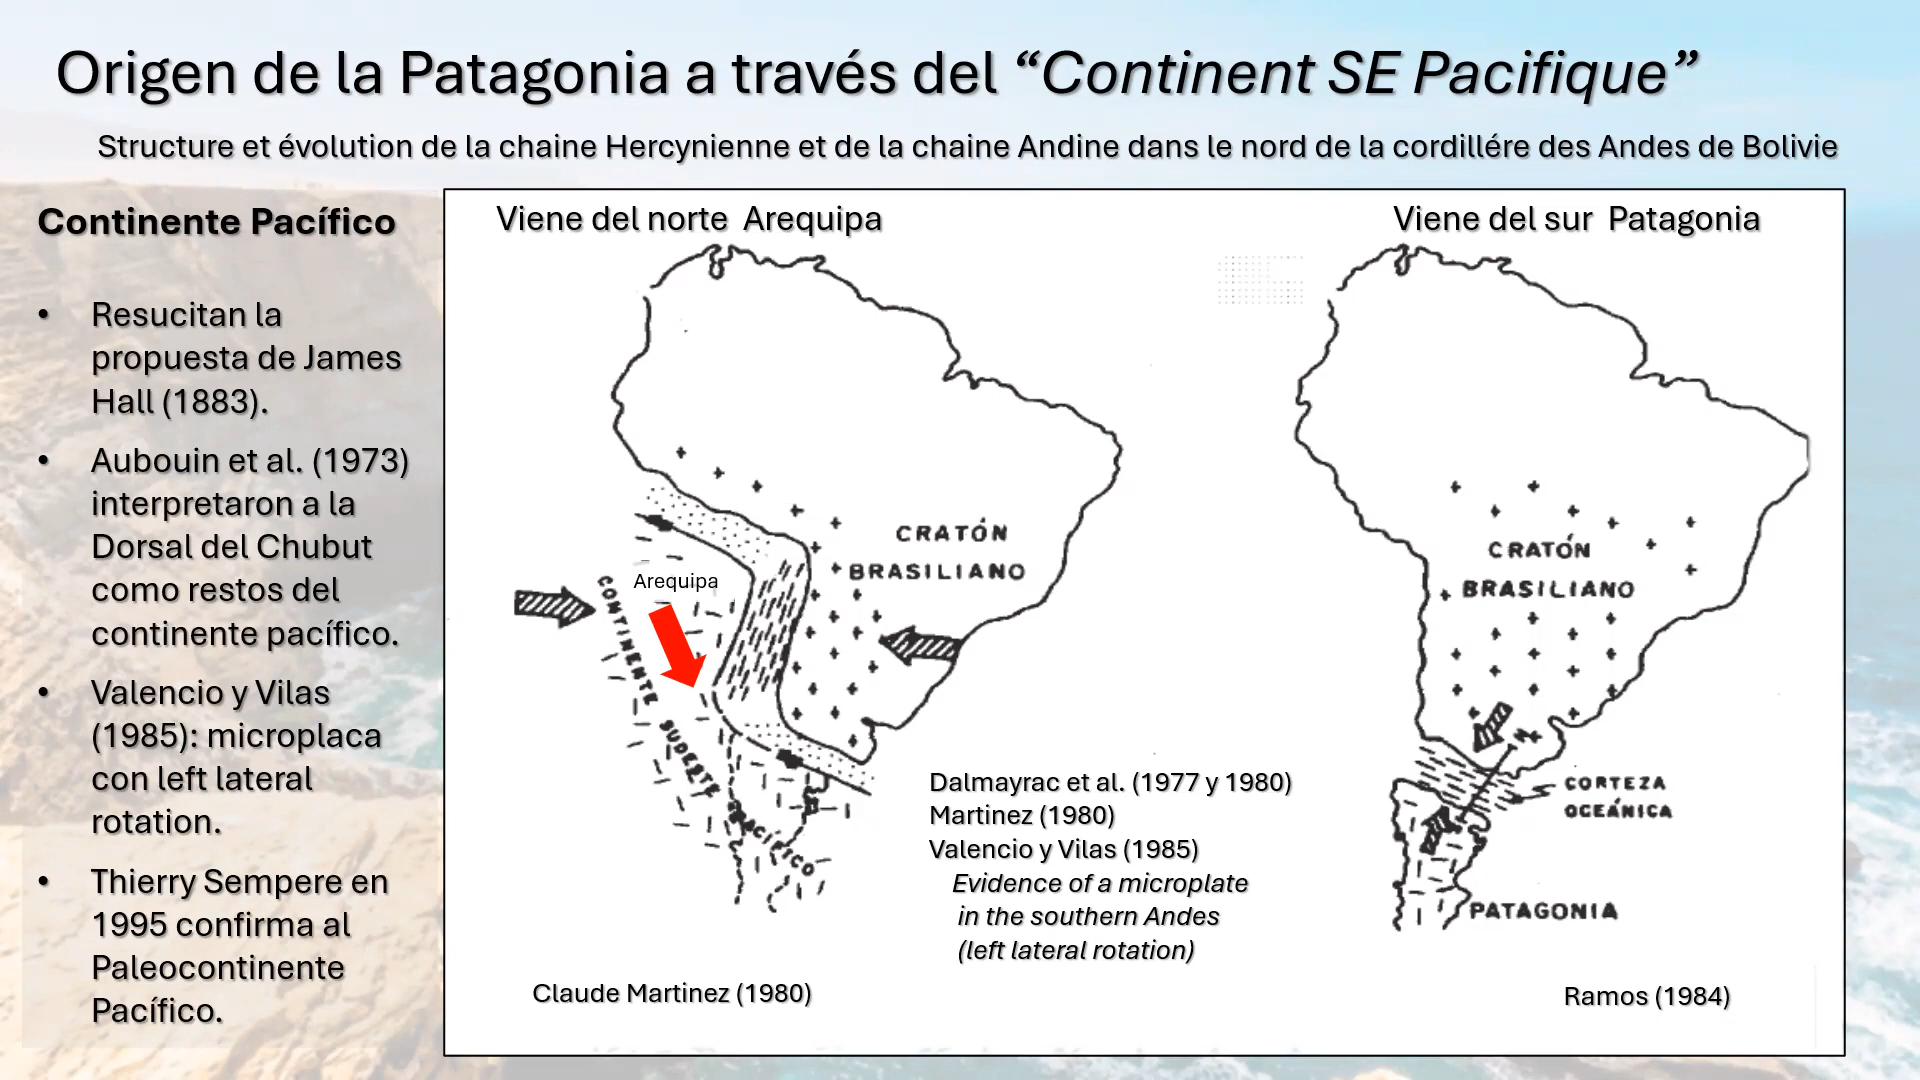 Origen de la Patagonia a través del “Continent SE Pacifique”
Structure et évolution de la chaine Hercynienne et de la chaine Andine dans le nord de la cordillére des Andes de Bolivie
Continente Pacífico
• Resucitan la
propuesta de James
Hall (1883).
• Aubouin et al. (1973)
interpretaron a la
Dorsal del Chubut
como restos del
continente pacífico.
• Valencio y Vilas
(1985): microplaca
con left lateral
rotation.
• Thierry Sempere en
1995 confirma al
Paleocontinente
Pacífico.
Viene del norte Arequipa
CRATÓN
BRASILIANO
Arequipa
CONTINENTE SUDESTE PACIFICO
Dalmayrac et al. (1977 y 1980)
Martinez (1980)
Valencio y Vilas (1985)
Evidence of a microplate
in the southern Andes
(left lateral rotation)
Claude Martinez (1980)
Viene del sur Patagonia
CRATÓN
BRASILIANO
CORTEZA
OCEÁNICA
PATAGONIA
Ramos (1984)